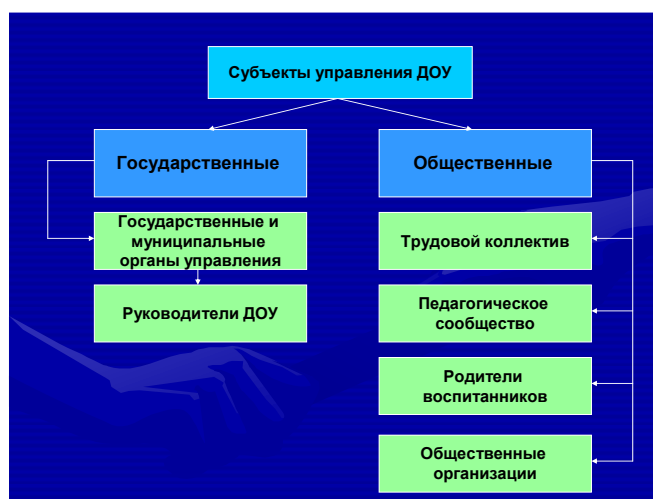 Субъекты управления ДОУ
Государственные
Общественные
Государственные и
муниципальные
органы управления
Трудовой коллектив
Руководители ДОУ
Педагогическое
сообщество
Родители
воспитанников
Общественные
организации